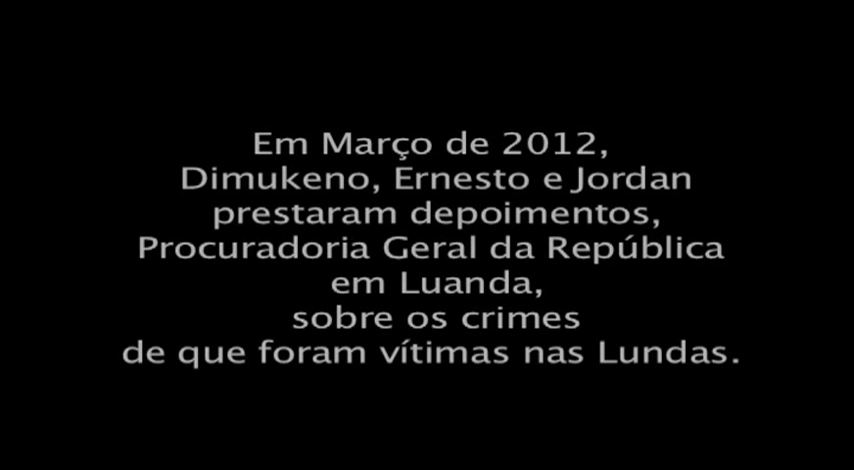 Em Março de 2012,
Dimukeno, Ernesto e Jordan
prestaram depoimentos,
Procuradoria Geral da República
em Luanda,
sobre os crimes
de que foram vítimas nas Lundas.